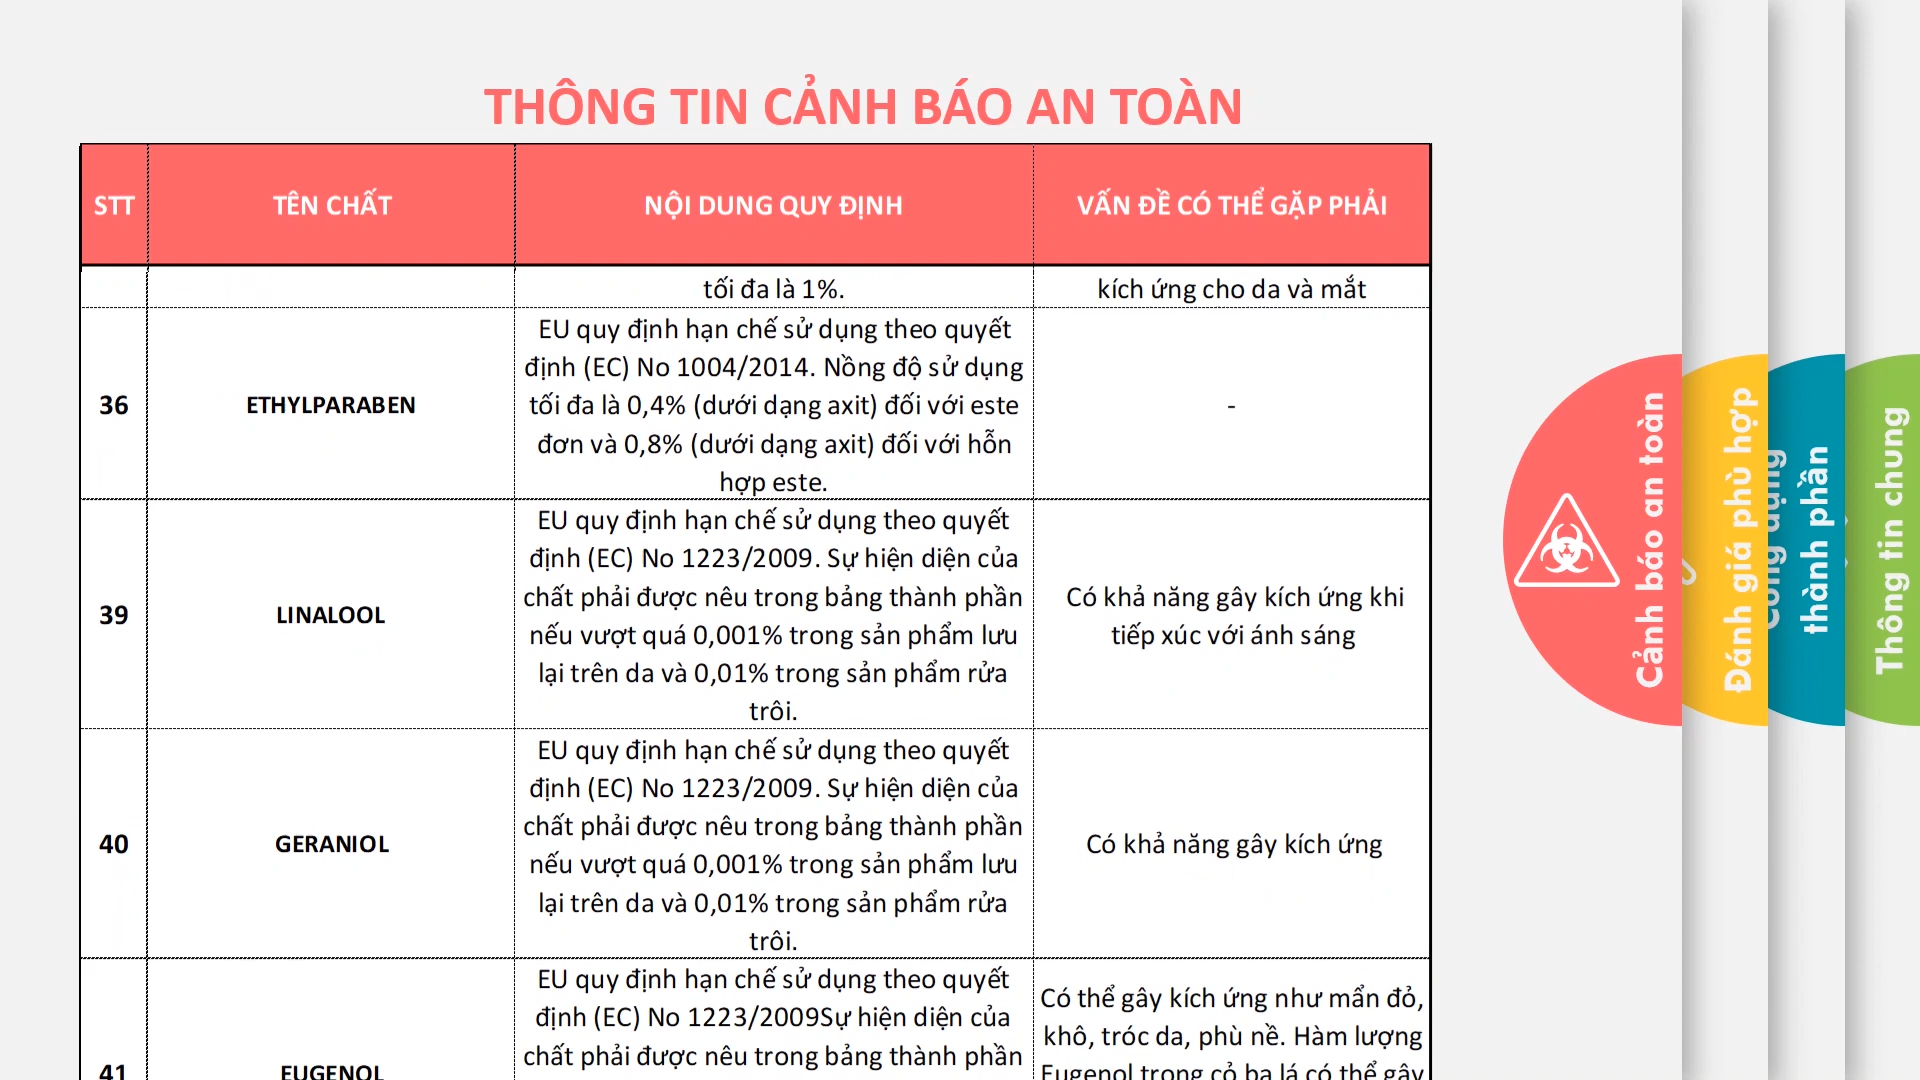 THÔNG TIN CẢNH BÁO AN TOÀN
STT
TÊN CHẤT
NỘI DUNG QUY ĐỊNH
VẤN ĐỀ CÓ THỂ GẶP PHẢI
tối đa là 1%.
kích ứng cho da và mắt
36
ETHYLPARABEN
EU quy định hạn chế sử dụng theo quyết
định (EC) No 1004/2014. Nồng độ sử dụng
tối đa là 0,4% (dưới dạng axit) đối với este
đơn và 0,8% (dưới dạng axit) đối với hỗn
hợp este.
-
39
LINALOOL
EU quy định hạn chế sử dụng theo quyết
định (EC) No 1223/2009. Sự hiện diện của
chất phải được nêu trong bảng thành phần
nếu vượt quá 0,001% trong sản phẩm lưu
lại trên da và 0,01% trong sản phẩm rửa
trôi.
Có khả năng gây kích ứng khi
tiếp xúc với ánh sáng
40
GERANIOL
EU quy định hạn chế sử dụng theo quyết
định (EC) No 1223/2009. Sự hiện diện của
chất phải được nêu trong bảng thành phần
nếu vượt quá 0,001% trong sản phẩm lưu
lại trên da và 0,01% trong sản phẩm rửa
trôi.
Có khả năng gây kích ứng
41
EUGENOL
EU quy định hạn chế sử dụng theo quyết
định (EC) No 1223/2009Sự hiện diện của
chất phải được nêu trong bảng thành phần
Có thể gây kích ứng như mẩn đỏ,
khô, tróc da, phù nề. Hàm lượng
Eugenol trong cỏ ba lá có thể gây
Cảnh báo an toàn
Đánh giá phù hợp
Công dụng
thành phần
Thông tin chung